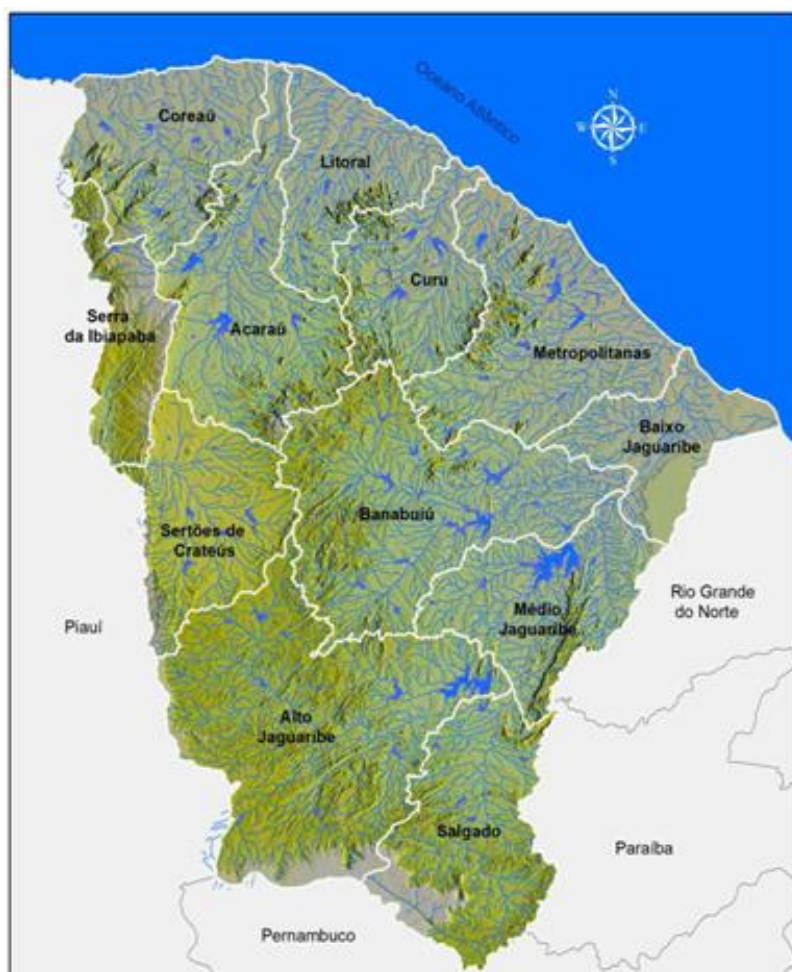 Oceano Atlântico
N
W
E
S
Coreaú
Litoral
Curu
Serra
da Ibiapaba
Acaraú
Metropolitanas
Baixo
Jaguaribe
Banabuiú
Sertões de
Crateús
Rio Grande
do Norte
Piauí
Médio
Jaguaribe
Alto
Jaguaribe
Salgado
Paraíba
Pernambuco